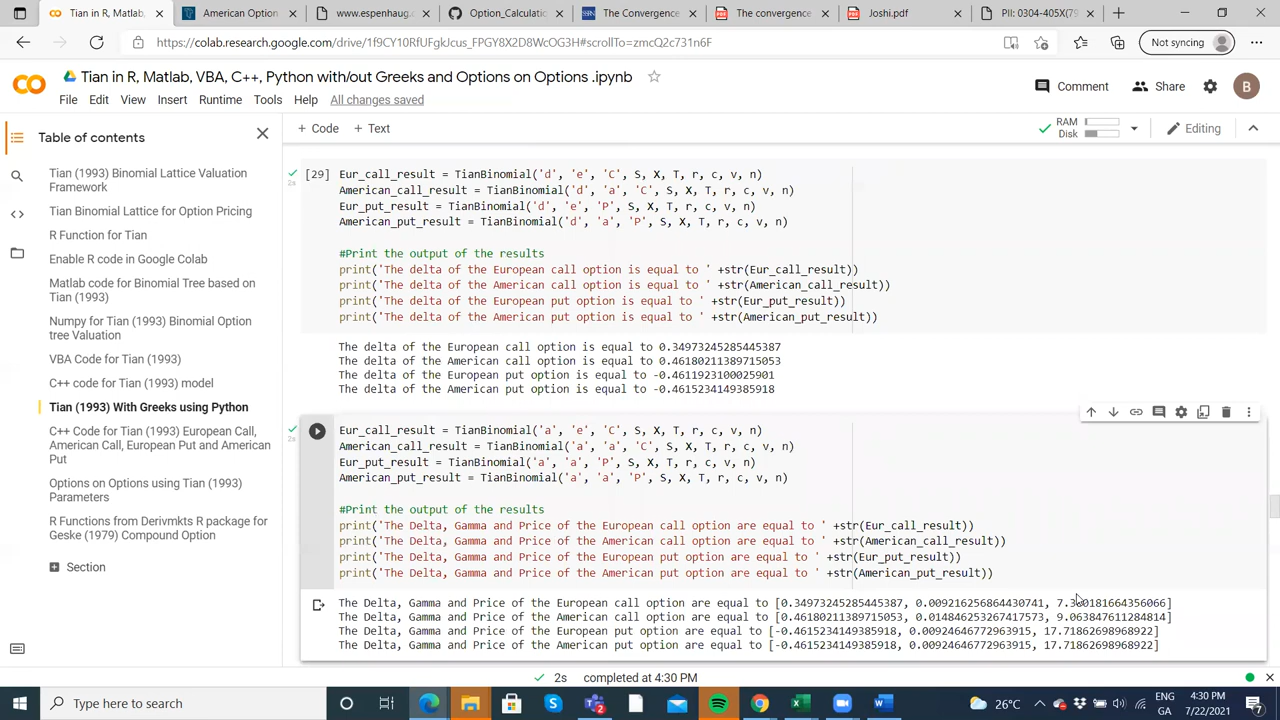 Tian in R, Matlab, VBA, C++, Pyth
American Option
www.espenhaug.com
Option_Calculatic
The Convergence
The convergence
Joshi.pdf
PII: 0304-405X(79
https://colab.research.google.com/drive/1f9CY10RfUFgkJcus_FPGY8X2D8WcOG3H#scrollTo=zmcQ2c731n6F
Not syncing
CO
Tian in R, Matlab, VBA, C++, Python with/out Greeks and Options on Options .ipynb
File Edit View Insert Runtime Tools Help All changes saved
Comment
Share
B
+ Code + Text
RAM
Disk
Editing
Table of contents
Tian (1993) Binomial Lattice Valuation
Framework
Tian Binomial Lattice for Option Pricing
R Function for Tian
Enable R code in Google Colab
Matlab code for Binomial Tree based on
Tian (1993)
Numpy for Tian (1993) Binomial Option
tree Valuation
VBA Code for Tian (1993)
C++ code for Tian (1993) model
Tian (1993) With Greeks using Python
C++ Code for Tian (1993) European Call,
American Call, European Put and American
Put
Options on Options using Tian (1993)
Parameters
R Functions from Derivmkts R package for
Geske (1979) Compound Option
Section
[29]
2s
Eur_call_result = TianBinomial('d', 'e', 'C', S, X, T, r, c, v, n)
American_call_result = TianBinomial('d', 'a', 'C', S, X, T, r, c, v, n)
Eur_put_result = TianBinomial('d', 'e', 'P', S, X, T, r, c, v, n)
American_put_result = TianBinomial('d', 'a', 'P', S, X, T, r, c, v, n)
#Print the output of the results
print('The delta of the European call option is equal to ' +str(Eur_call_result))
print('The delta of the American call option is equal to ' +str(American_call_result))
print('The delta of the European put option is equal to ' +str(Eur_put_result))
print('The delta of the American put option is equal to ' +str(American_put_result))
The delta of the European call option is equal to 0.34973245285445387
The delta of the American call option is equal to 0.46180211389715053
The delta of the European put option is equal to -0.4611923100025901
The delta of the American put option is equal to -0.4615234149385918
2s
Eur_call_result = TianBinomial('a', 'e', 'C', S, X, T, r, c, v, n)
American_call_result = TianBinomial('a', 'a', 'C', S, X, T, r, c, v, n)
Eur_put_result = TianBinomial('a', 'a', 'P', S, X, T, r, c, v, n)
American_put_result = TianBinomial('a', 'a', 'P', S, X, T, r, c, v, n)
#Print the output of the results
print('The Delta, Gamma and Price of the European call option are equal to ' +str(Eur_call_result))
print('The Delta, Gamma and Price of the American call option are equal to ' +str(American_call_result))
print('The Delta, Gamma and Price of the European put option are equal to ' +str(Eur_put_result))
print('The Delta, Gamma and Price of the American put option are equal to ' +str(American_put_result))
The Delta, Gamma and Price of the European call option are equal to [0.34973245285445387, 0.009216256864430741,
The Delta, Gamma and Price of the American call option are equal to [0.46180211389715053, 0.014846253267417573, 9.063847611284814]
The Delta, Gamma and Price of the European put option are equal to [-0.4615234149385918, 0.00924646772963915, 17.71862698968922]
The Delta, Gamma and Price of the American put option are equal to [-0.4615234149385918, 0.00924646772963915, 17.71862698968922]
2s completed at 4:30 PM
Type here to search
26°C
ENG
GA
4:30 PM
7/22/2021